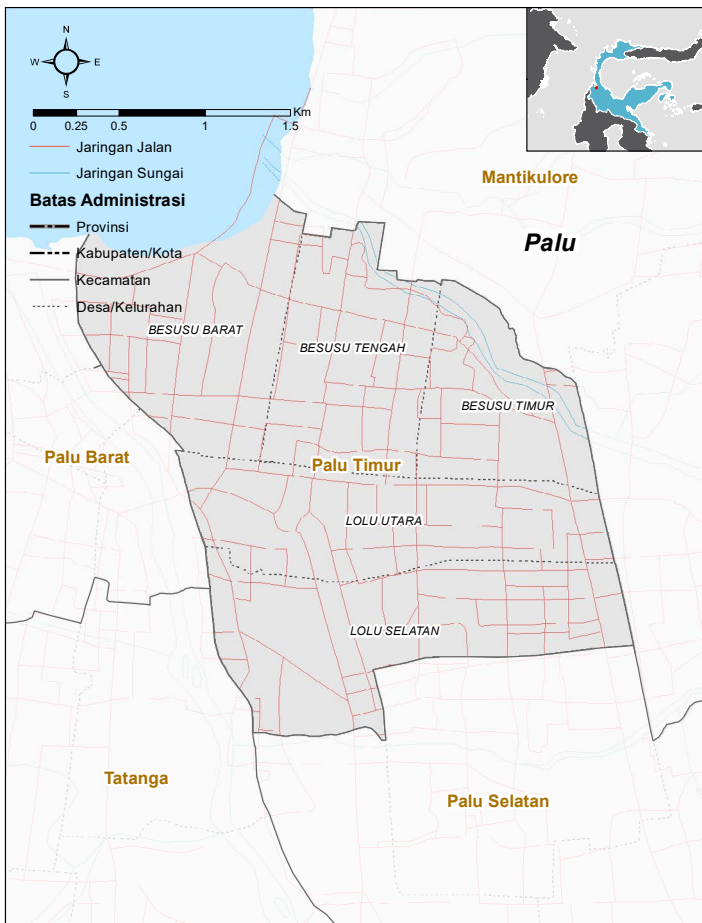 N
W E
S
0 0.25 0.5 1 1.5
Km
Jaringan Jalan
Jaringan Sungai
Batas Administrasi
Provinsi
Kabupaten/Kota
Kecamatan
Desa/Kelurahan
Mantikulore
Palu
BESUSU BARAT
BESUSU TENGAH
BESUSU TIMUR
Palu Barat
Palu Timur
LOLU UTARA
LOLU SELATAN
Tatanga
Palu Selatan